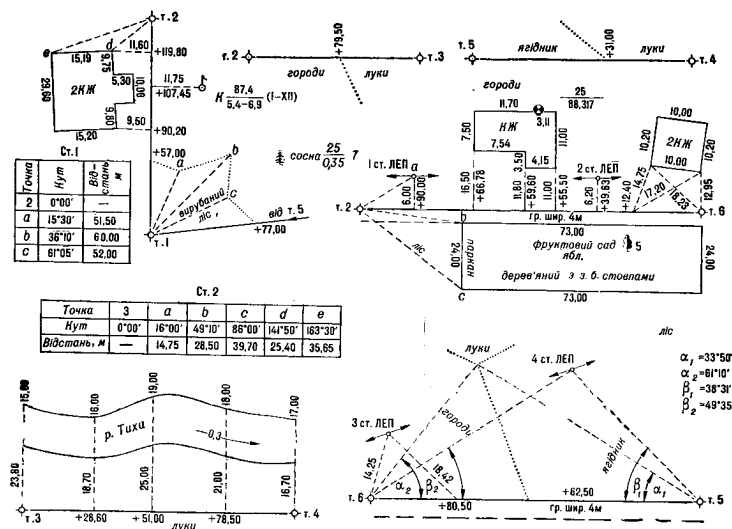 т.2
11,60
+119,80
e
d
15,19
9,75
5,30
10,00
11,75
+107,45
29,60
2КЖ
9,80
9,50
15,20
+90,20
+57,00
К 87,4
5,4-6,9 (I-XII)
a
b
c
сосна 25
0,35 7
вирубаний
ліс
від т.5
+77,00
т.1
Ст.1
Точка Кут Від-
стань,
м
2 0°00' —
a 15°30' 51,50
b 36°10' 60.00
c 61°05' 52,00
+79,50
т.2 т.3
городи луки
т.5 ягідник +31,00 луки т.4
городи
25
88,317
11,70
3,11
7,50
КЖ
11,00
7,54
3,50
4,15
10,00
10,20
2КЖ
10,20
10.00
1 ст. ЛЕП a
6,00
+90,00
16,50
+66,78
11,80
+59,60
11,00
+55,50
2 ст. ЛЕП
6,20
+39,63
+12,40
14,75
17,20
16,23
12,95
т.2
гр. шир. 4м
т.6
b
73,00
ліс
24,00
паркан
фруктовий сад
ябл. 5
дерев'яний з з.б. стовпами
24,00
c
73,00
Ст. 2
Точка 3 a b c d e
Кут 0°00' 16°00' 49°10' 86°00' 141°50' 163°30'
Відстань, м — 14,75 28,50 39,70 25,40 35,65
15,00
16,00
19,00
18,00
17,00
р. Тиха
0,3
23,80
18,70
25,00
21,00
16,70
т.3 +28,60 +51,00 +78,50 т.4
луки
ліс
луки
4 ст. ЛЕП
α₁ =33°50'
α₂ =61°10'
β₁ =38°31'
β₂ =49°35'
городи
3 ст. ЛЕП
ягідник
14,25
18,42
α₂ β₂
β₁ α₁
т.6
+80,50
+62,50
гр. шир. 4м
т.5